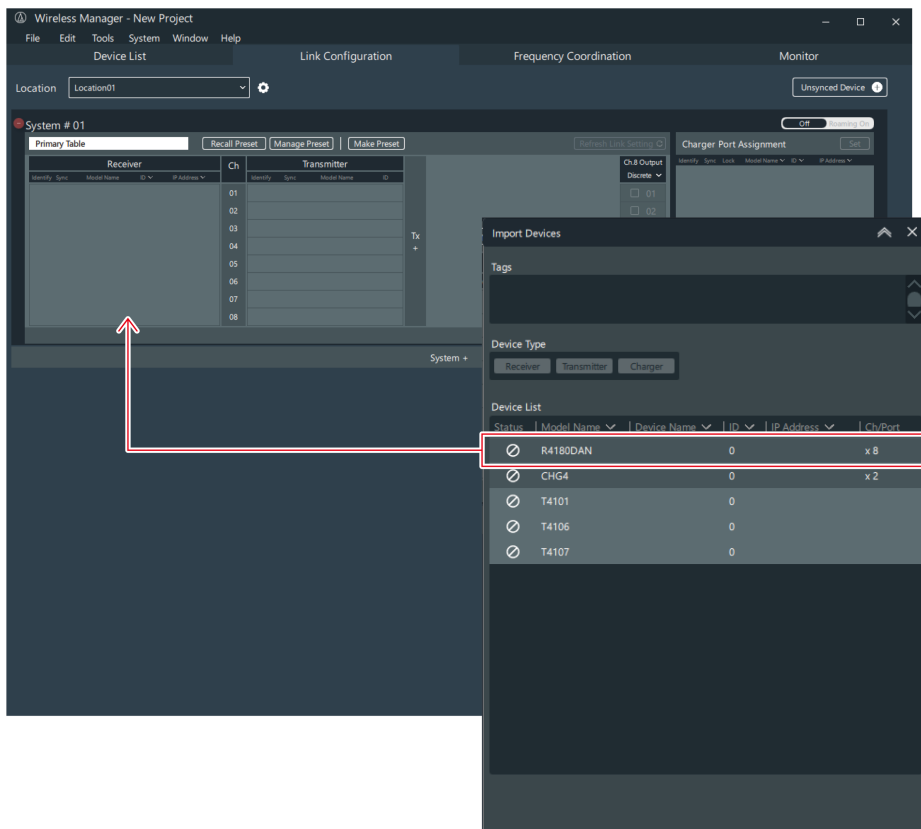 Wireless Manager - New Project
File Edit Tools System Window Help
Device List Link Configuration Frequency Coordination Monitor
Location Location01 Unsynced Device
System # 01 Off Roaming On
Primary Table Recall Preset Manage Preset Make Preset Refresh Link Setting Charger Port Assignment Set
Receiver Ch Transmitter Ch.8 Output
Identify Sync Model Name ID IP Address Identify Sync Model Name ID Discrete Identify Sync Lock Model Name ID IP Address
01 01
02 02
03
Tx
04 +
05
06
07
08
System +
Import Devices
Tags
Device Type
Receiver Transmitter Charger
Device List
Status Model Name Device Name ID IP Address Ch/Port
R4180DAN 0 x 8
CHG4 0 x 2
T4101 0
T4106 0
T4107 0